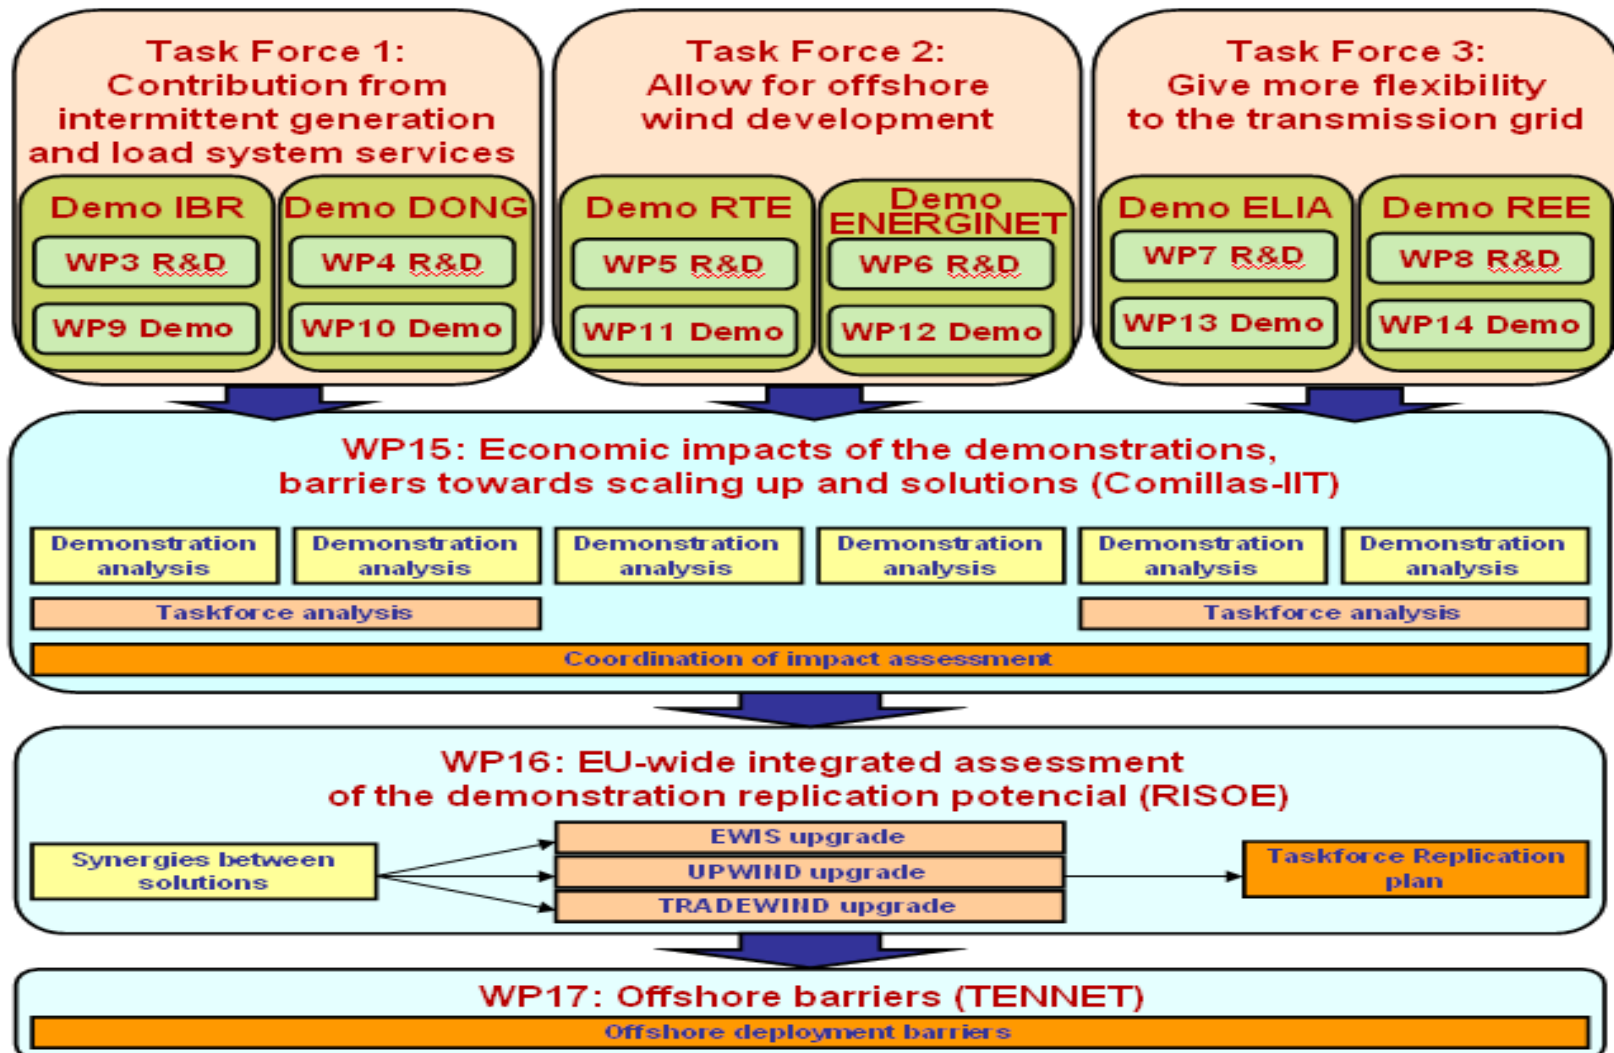 Task Force 1:
Contribution from
intermittent generation
and load system services
Demo IBR
WP3 R&D
WP9 Demo
Demo DONG
WP4 R&D
WP10 Demo
Task Force 2:
Allow for offshore
wind development
Demo RTE
WP5 R&D
WP11 Demo
Demo
ENERGINET
WP6 R&D
WP12 Demo
Task Force 3:
Give more flexibility
to the transmission grid
Demo ELIA
WP7 R&D
WP13 Demo
Demo REE
WP8 R&D
WP14 Demo
WP15: Economic impacts of the demonstrations,
barriers towards scaling up and solutions (Comillas-IIT)
Demonstration
analysis
Demonstration
analysis
Demonstration
analysis
Demonstration
analysis
Demonstration
analysis
Demonstration
analysis
Taskforce analysis
Taskforce analysis
Coordination of impact assessment
WP16: EU-wide integrated assessment
of the demonstration replication potencial (RISOE)
Synergies between
solutions
EWIS upgrade
UPWIND upgrade
TRADEWIND upgrade
Taskforce Replication
plan
WP17: Offshore barriers (TENNET)
Offshore deployment barriers